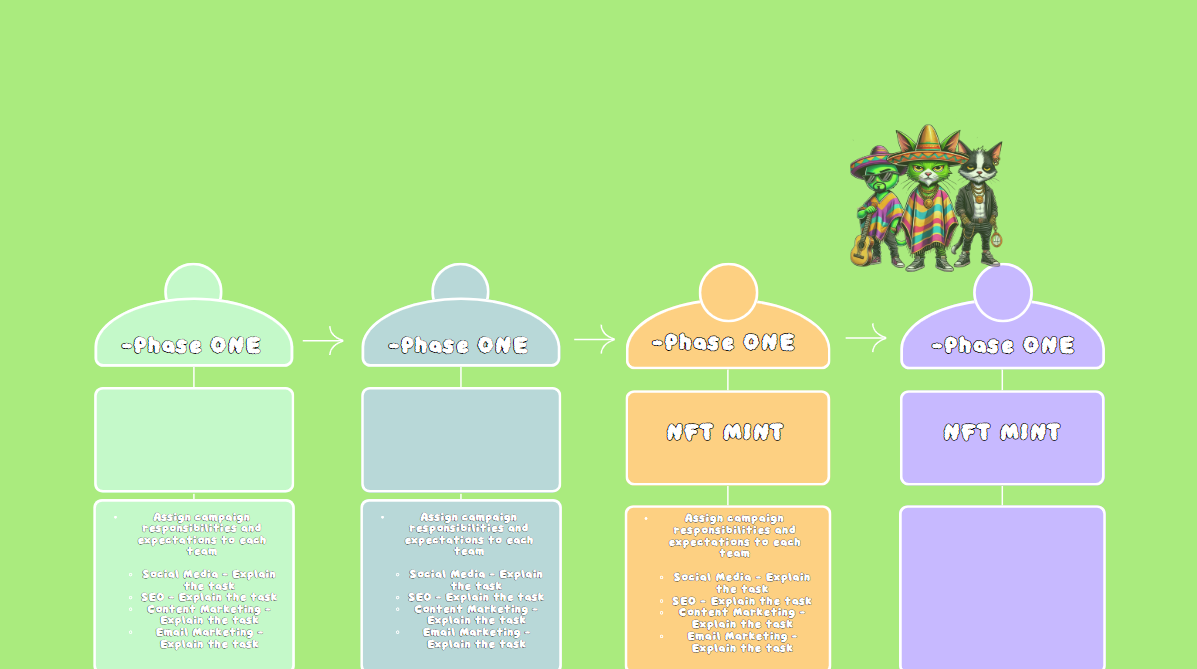 -Phase ONE
-Phase ONE
-Phase ONE
-Phase ONE
NFT MINT
NFT MINT
Assign campaign
responsibilities and
expectations to each
team
Social Media - Explain
the task
SEO - Explain the task
Content Marketing -
Explain the task
Email Marketing -
Explain the task
Assign campaign
responsibilities and
expectations to each
team
Social Media - Explain
the task
SEO - Explain the task
Content Marketing -
Explain the task
Email Marketing -
Explain the task
Assign campaign
responsibilities and
expectations to each
team
Social Media - Explain
the task
SEO - Explain the task
Content Marketing -
Explain the task
Email Marketing -
Explain the task